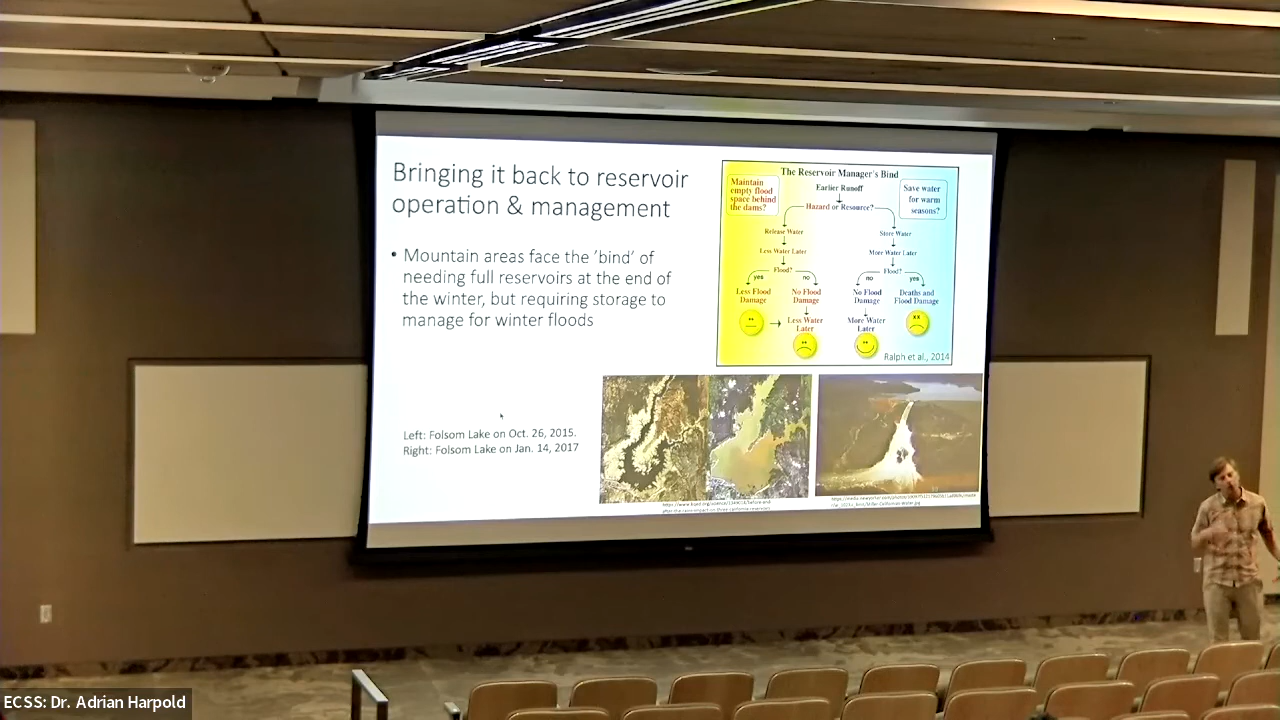 Bringing it back to reservoir
operation & management
• Mountain areas face the 'bind' of
needing full reservoirs at the end of
the winter, but requiring storage to
manage for winter floods
Left: Folsom Lake on Oct. 26, 2015.
Right: Folsom Lake on Jan. 14, 2017
The Reservoir Manager's Bind
Maintain
empty flood
space behind
the dams?
Earlier Runoff
Hazard or Resource?
Save water
for warm
seasons?
Release Water
Less Water Later
Flood?
yes
no
Less Flood
Damage
No Flood
Damage
Less Water
Later
Store Water
More Water Later
Flood?
no
yes
No Flood
Damage
More Water
Later
Deaths and
Flood Damage
Ralph et al., 2014
ECSS: Dr. Adrian Harpold